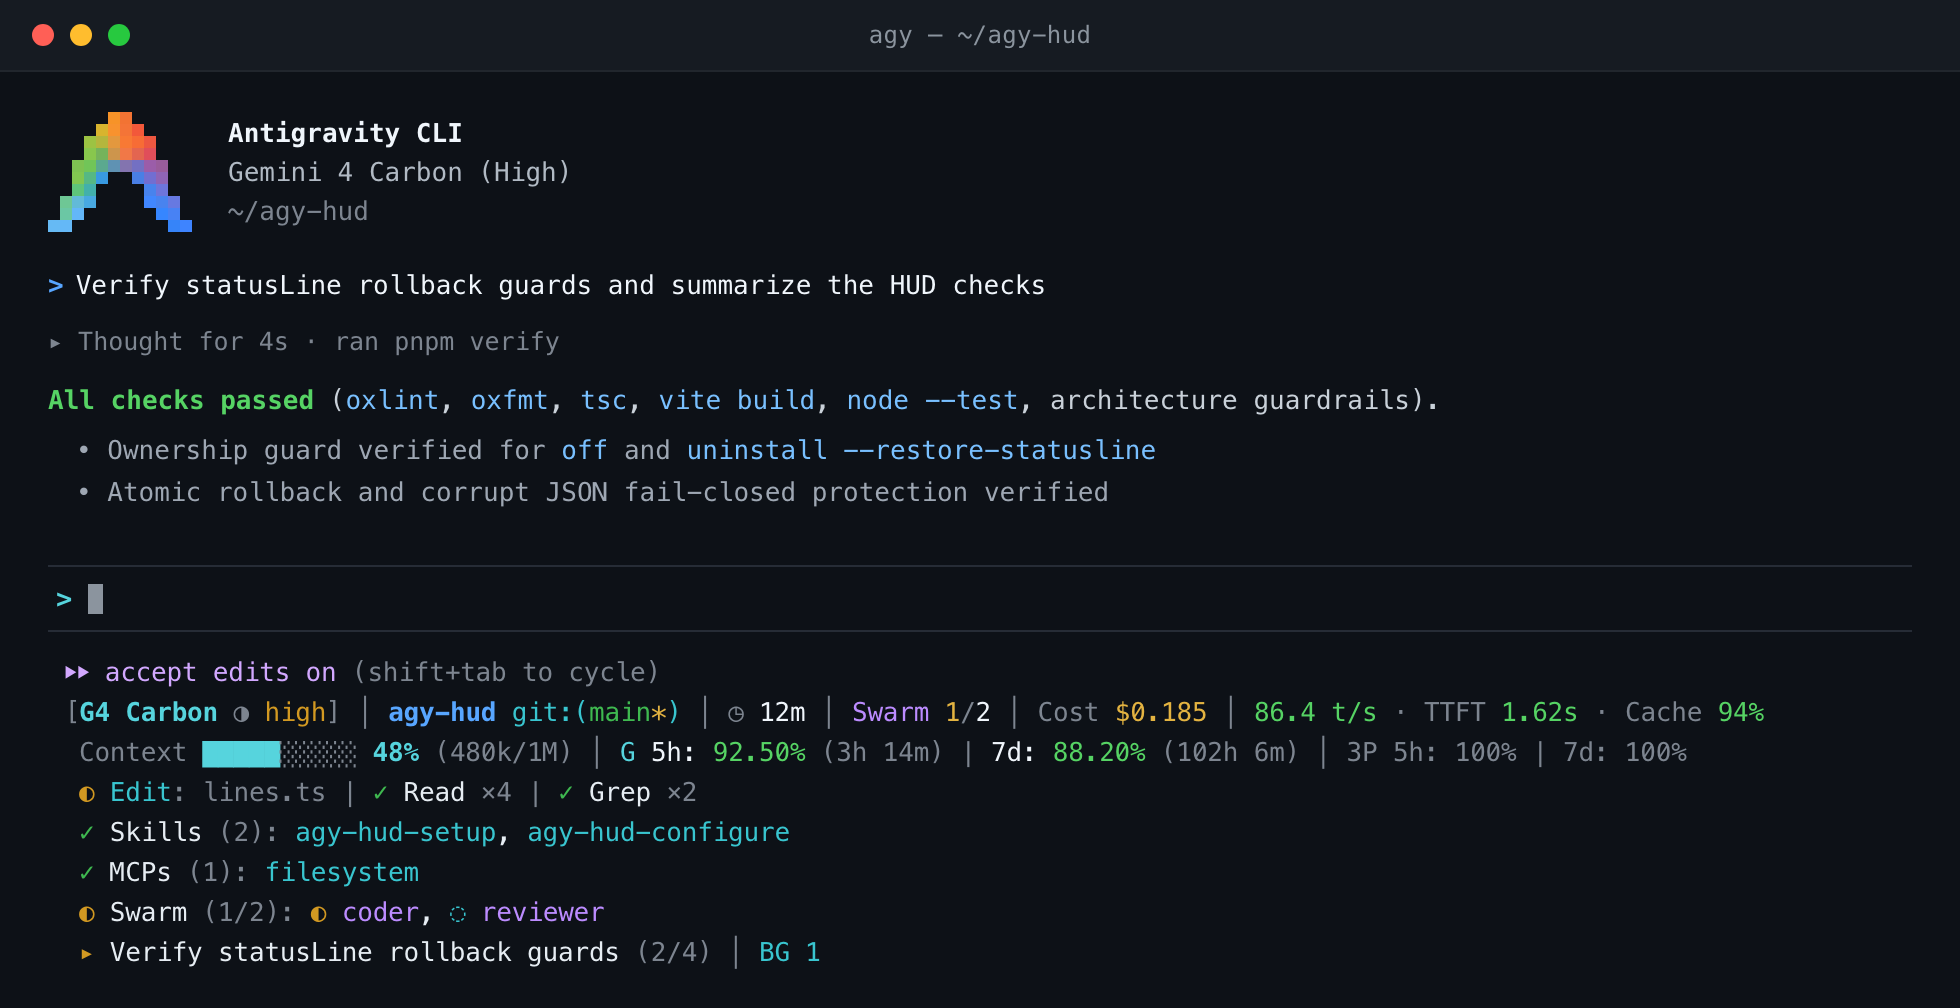 agy — ~/agy-hud
Antigravity CLI
Gemini 4 Carbon (High)
~/agy-hud
> Verify statusLine rollback guards and summarize the HUD checks
▸ Thought for 4s · ran pnpm verify
All checks passed (oxlint, oxfmt, tsc, vite build, node --test, architecture guardrails).
• Ownership guard verified for off and uninstall --restore-statusline
• Atomic rollback and corrupt JSON fail-closed protection verified
>
▸▸ accept edits on (shift+tab to cycle)
[G4 Carbon ◑ high] │ agy-hud git:(main*) │ ◷ 12m │ Swarm 1/2 │ Cost $0.185 │ 86.4 t/s · TTFT 1.62s · Cache 94%
Context █████░░░░░ 48% (480k/1M) │ G 5h: 92.50% (3h 14m) | 7d: 88.20% (102h 6m) │ 3P 5h: 100% | 7d: 100%
◐ Edit: lines.ts | ✓ Read ×4 | ✓ Grep ×2
✓ Skills (2): agy-hud-setup, agy-hud-configure
✓ MCPs (1): filesystem
◐ Swarm (1/2): ◐ coder, ◌ reviewer
▸ Verify statusLine rollback guards (2/4) │ BG 1